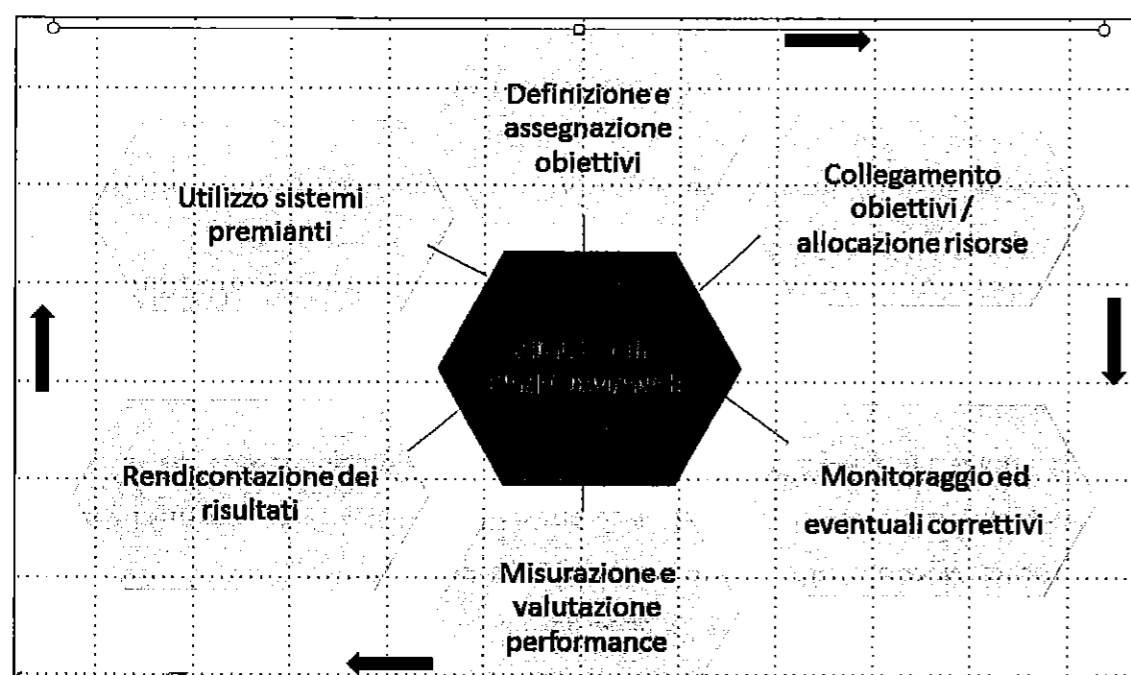 Definizione e
assegnazione
obiettivi
Collegamento
obiettivi /
allocazione risorse
Monitoraggio ed
eventuali correttivi
Misurazione e
valutazione
performance
Rendicontazione dei
risultati
Utilizzo sistemi
premianti